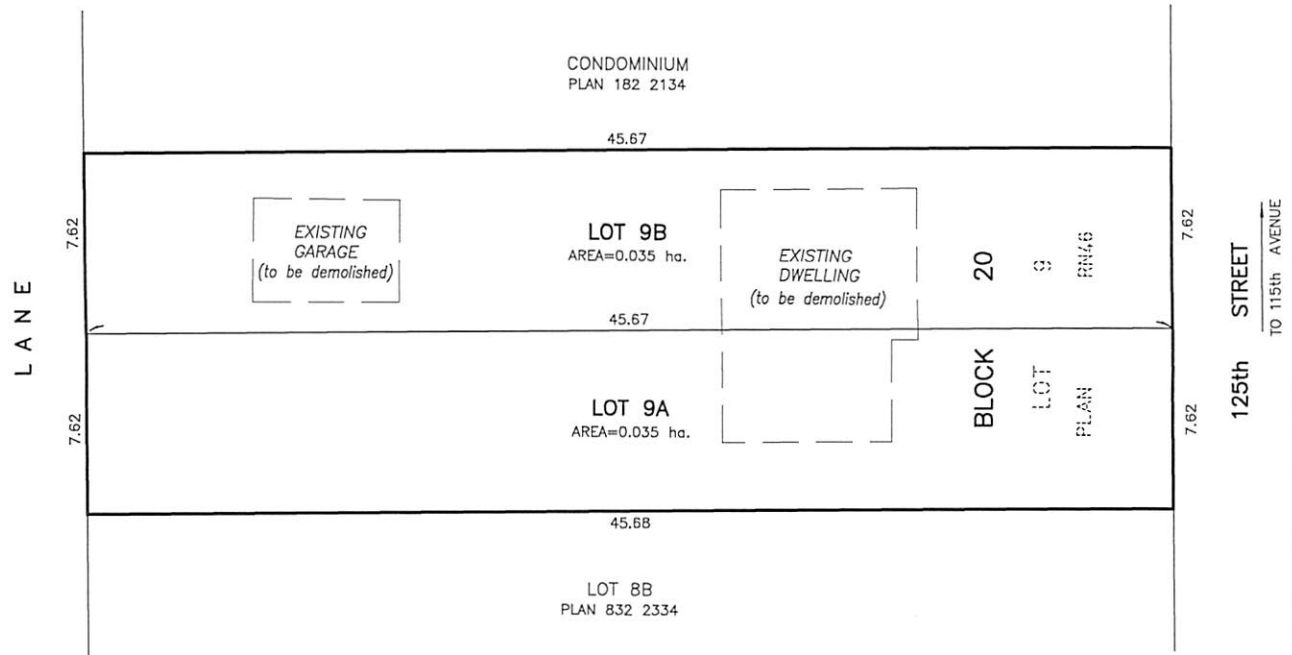 CONDOMINIUM
PLAN 182 2134
45.67
7.62
EXISTING
GARAGE
(to be demolished)
LOT 9B
AREA=0.035 ha.
EXISTING
DWELLING
(to be demolished)
7.62
45.67
LANE
BLOCK 20
LOT 9
PLAN RN46
125th STREET
TO 115th AVENUE
7.62
LOT 9A
AREA=0.035 ha.
7.62
45.68
LOT 8B
PLAN 832 2334